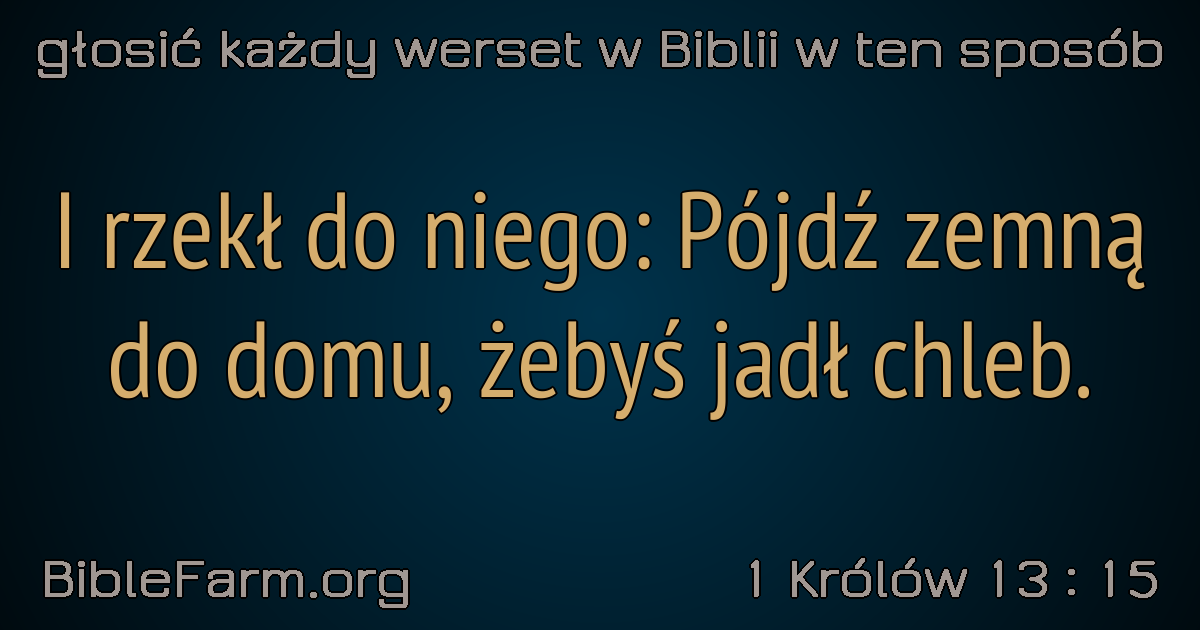 głosić każdy werset w Biblii w ten sposób
I rzekł do niego: Pójdź zemną
do domu, żebyś jadł chleb.
BibleFarm.org
1 Królów 13 : 15